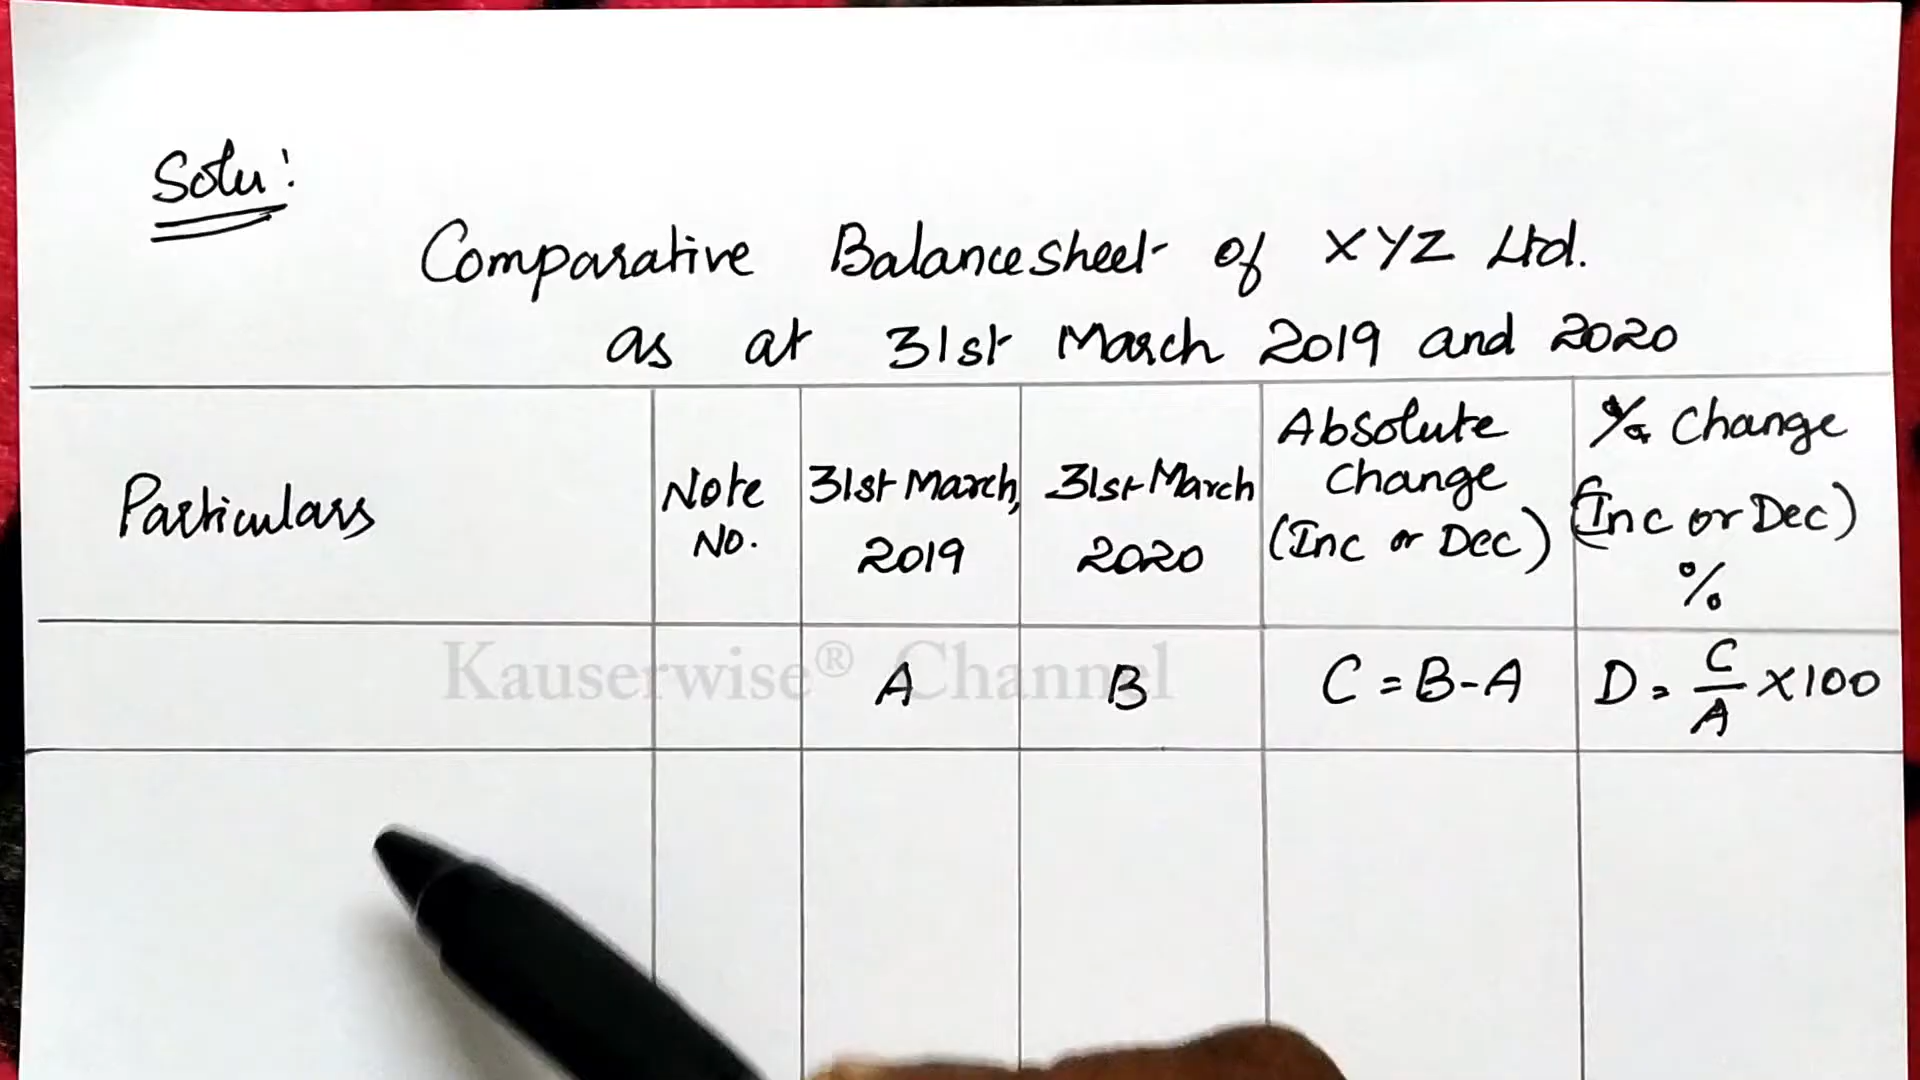 Solu:
Comparative Balancesheet of XYZ Ltd.
as at 31st March 2019 and 2020
Particulars
Note No.
31st March, 2019
31st March 2020
Absolute Change (Inc or Dec)
% Change (Inc or Dec) %
Kauserwise® Channel
A
B
C = B-A
D = C/A X100